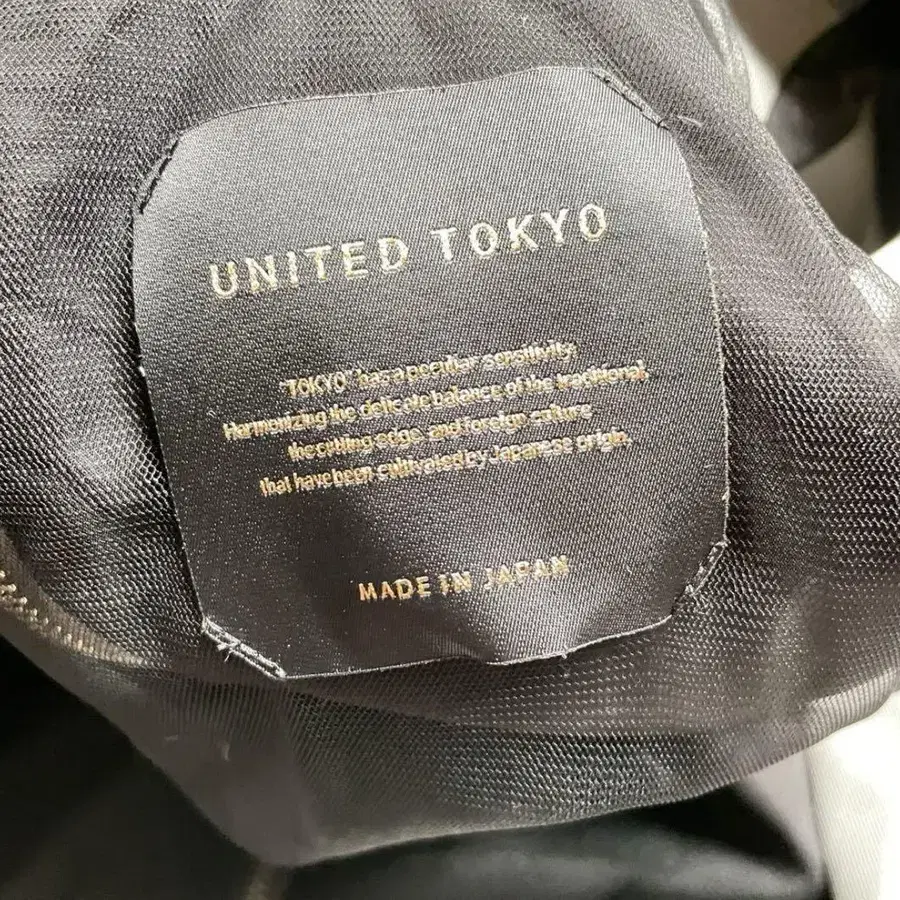 UNITED TOKYO
"TOKYO" has a peculiar sensitivity,
Harmonizing the delicate balance of the traditional,
the cutting edge, and foreign culture
that have been cultivated by Japanese origin.
MADE IN JAPAN